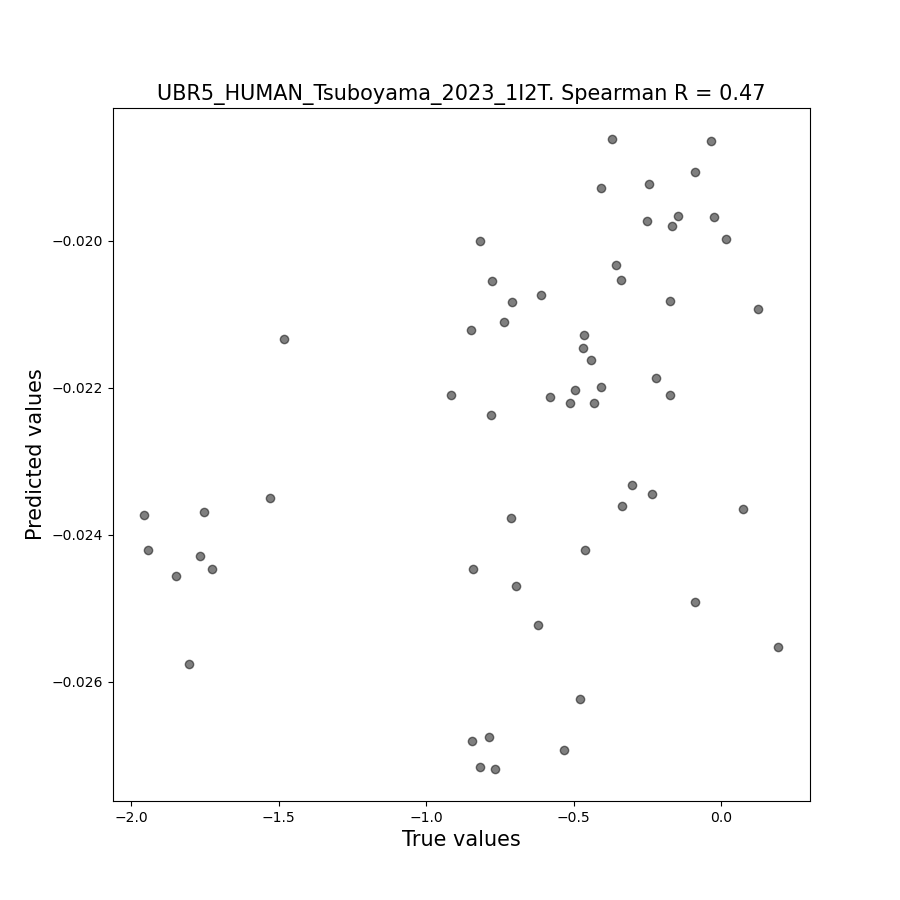 UBR5_HUMAN_Tsuboyama_2023_1I2T. Spearman R = 0.47
−0.020
−0.022
−0.024
−0.026
Predicted values
−2.0 −1.5 −1.0 −0.5 0.0
True values